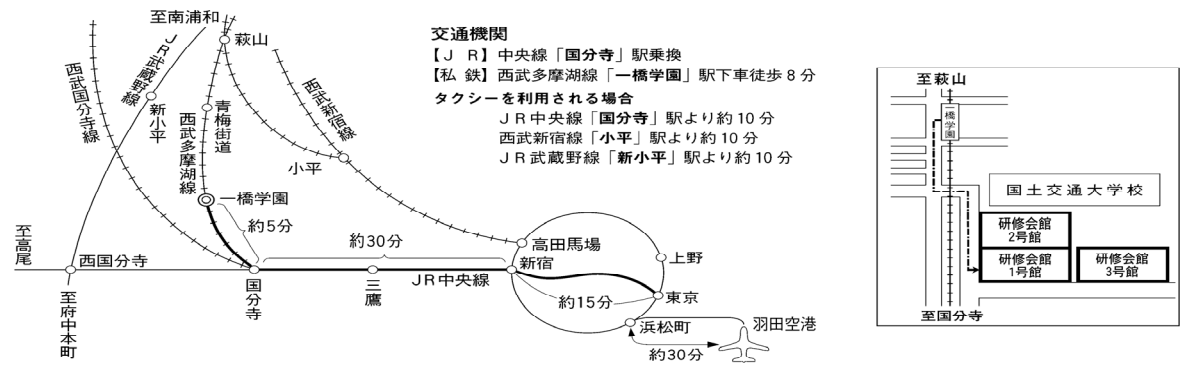 至南浦和
萩山
JR武蔵野線
西武国分寺線
新小平
青梅街道
西武多摩湖線
西武新宿線
小平
一橋学園
約5分
至高尾
西国分寺
約30分
高田馬場
新宿
上野
国分寺
三鷹
JR中央線
約15分
東京
至府中本町
浜松町
羽田空港
約30分
交通機関
【J R】中央線「国分寺」駅乗換
【私 鉄】西武多摩湖線「一橋学園」駅下車徒歩8分
タクシーを利用される場合
JR中央線「国分寺」駅より約10分
西武新宿線「小平」駅より約10分
JR武蔵野線「新小平」駅より約10分
至萩山
一橋学園
国土交通大学校
研修会館
2号館
研修会館
1号館
研修会館
3号館
至国分寺